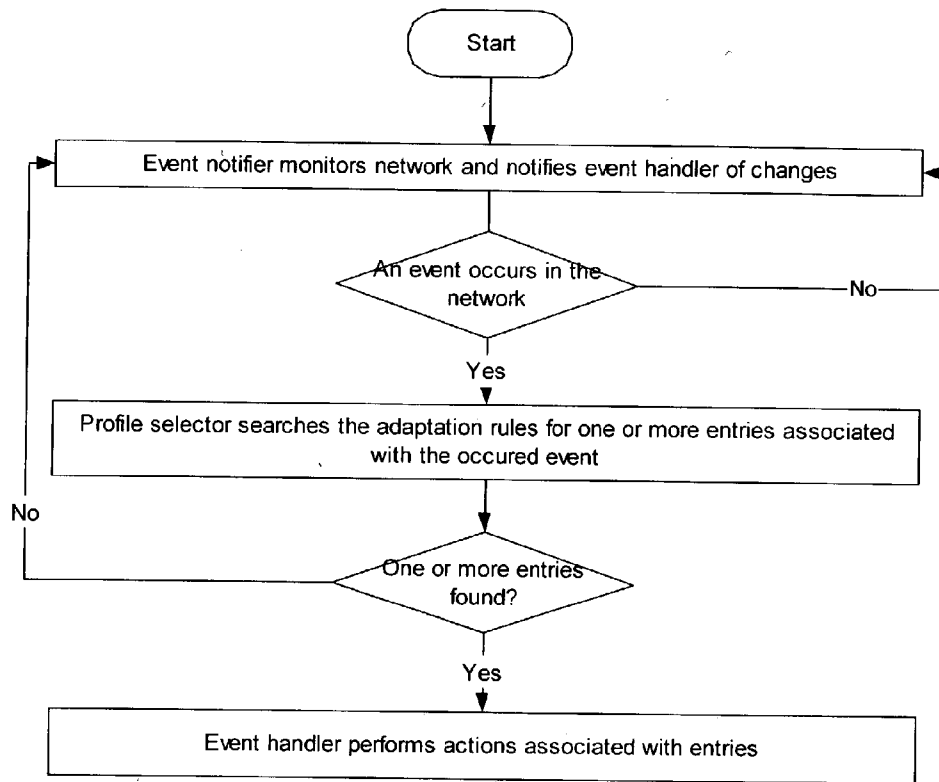 Start
Event notifier monitors network and notifies event handler of changes
An event occurs in the
network
No
Yes
Profile selector searches the adaptation rules for one or more entries associated
with the occured event
No
One or more entries
found?
Yes
Event handler performs actions associated with entries